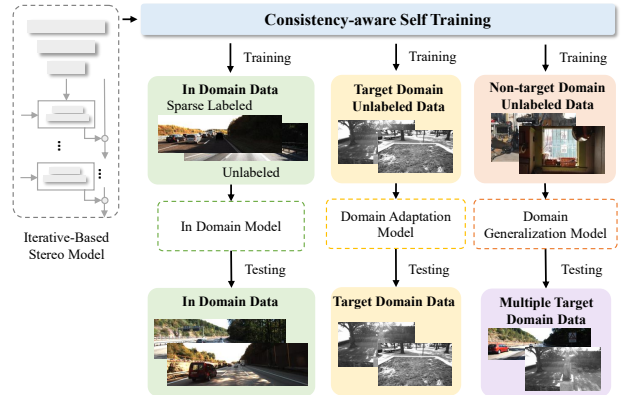 Consistency-aware Self Training
Training
Training
Training
In Domain Data
Sparse Labeled
Unlabeled
Target Domain
Unlabeled Data
Non-target Domain
Unlabeled Data
Iterative-Based
Stereo Model
In Domain Model
Domain Adaptation
Model
Domain
Generalization Model
Testing
Testing
Testing
In Domain Data
Target Domain Data
Multiple Target
Domain Data